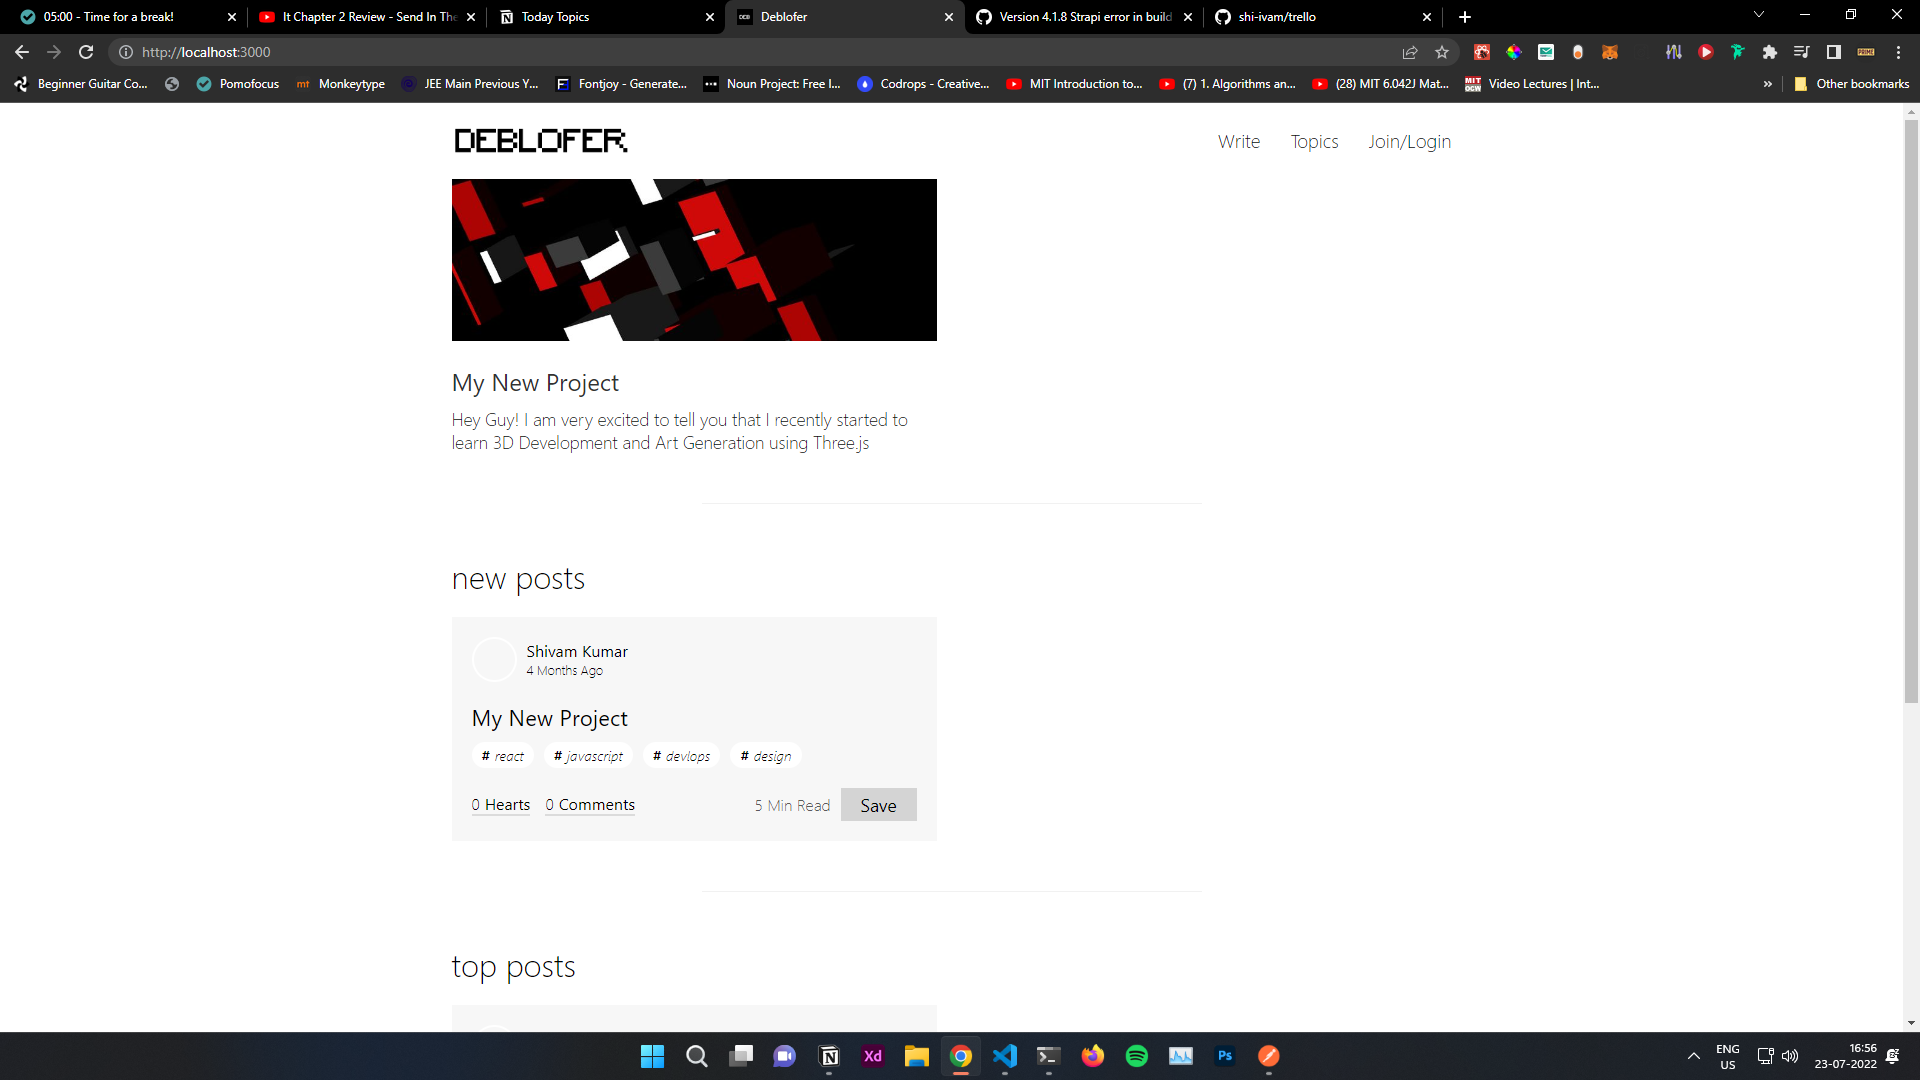 05:00 - Time for a break!
It Chapter 2 Review - Send In The
Today Topics
Deblofer
Version 4.1.8 Strapi error in build
shi-ivam/trello
http://localhost:3000
Beginner Guitar Co...
Pomofocus
mt Monkeytype
JEE Main Previous Y...
Fontjoy - Generate...
Noun Project: Free I...
Codrops - Creative...
MIT Introduction to...
(7) 1. Algorithms an...
(28) MIT 6.042J Mat...
MIT OCW Video Lectures | Int...
»
Other bookmarks
DEBLOFER
Write
Topics
Join/Login
My New Project
Hey Guy! I am very excited to tell you that I recently started to
learn 3D Development and Art Generation using Three.js
new posts
Shivam Kumar
4 Months Ago
My New Project
# react # javascript # devlops # design
0 Hearts 0 Comments 5 Min Read Save
top posts
Xd
Ps
ENG
US
16:56
23-07-2022